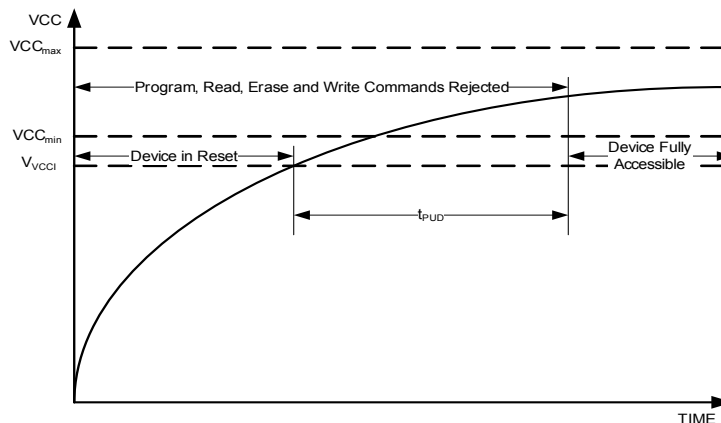 VCC
VCCmax
Program, Read, Erase and Write Commands Rejected
VCCmin
Device in Reset
Device Fully
Accessible
VVCCI
tPUD
TIME